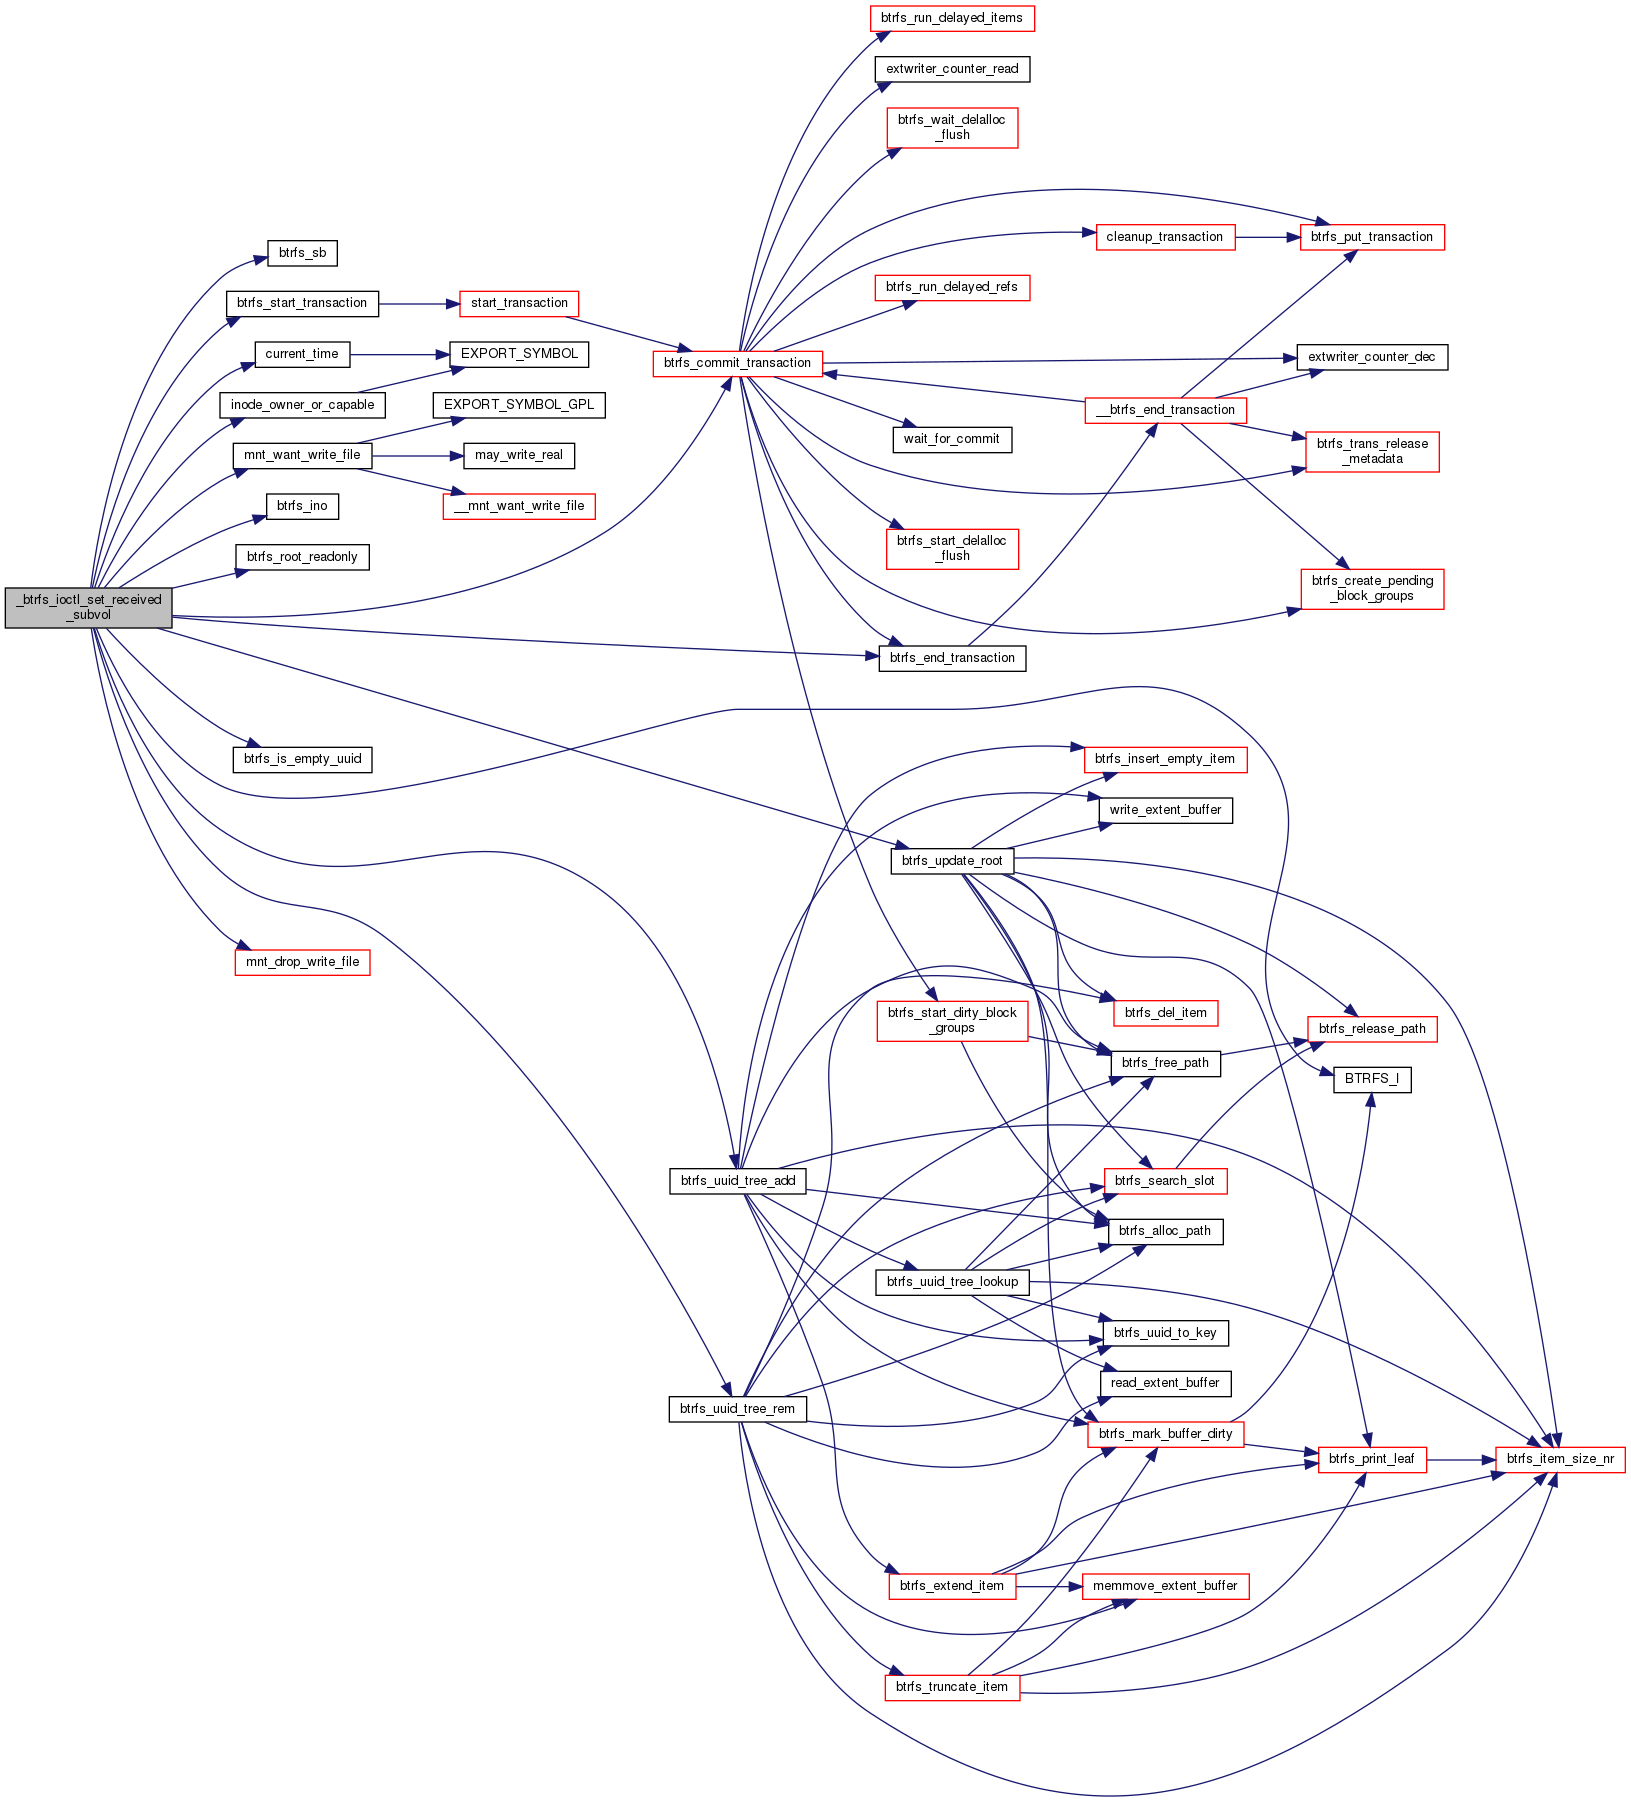 btrfs_run_delayed_items
extwriter_counter_read
btrfs_wait_delalloc
_flush
cleanup_transaction
btrfs_put_transaction
btrfs_sb
btrfs_run_delayed_refs
btrfs_start_transaction
start_transaction
current_time
EXPORT_SYMBOL
btrfs_commit_transaction
extwriter_counter_dec
inode_owner_or_capable
EXPORT_SYMBOL_GPL
__btrfs_end_transaction
wait_for_commit
mnt_want_write_file
may_write_real
btrfs_trans_release
_metadata
btrfs_ino
__mnt_want_write_file
btrfs_start_delalloc
_flush
btrfs_root_readonly
btrfs_create_pending
_block_groups
_btrfs_ioctl_set_received
_subvol
btrfs_end_transaction
btrfs_is_empty_uuid
btrfs_insert_empty_item
write_extent_buffer
btrfs_update_root
mnt_drop_write_file
btrfs_start_dirty_block
_groups
btrfs_del_item
btrfs_release_path
btrfs_free_path
BTRFS_I
btrfs_uuid_tree_add
btrfs_search_slot
btrfs_alloc_path
btrfs_uuid_tree_lookup
btrfs_uuid_to_key
read_extent_buffer
btrfs_uuid_tree_rem
btrfs_mark_buffer_dirty
btrfs_print_leaf
btrfs_item_size_nr
btrfs_extend_item
memmove_extent_buffer
btrfs_truncate_item